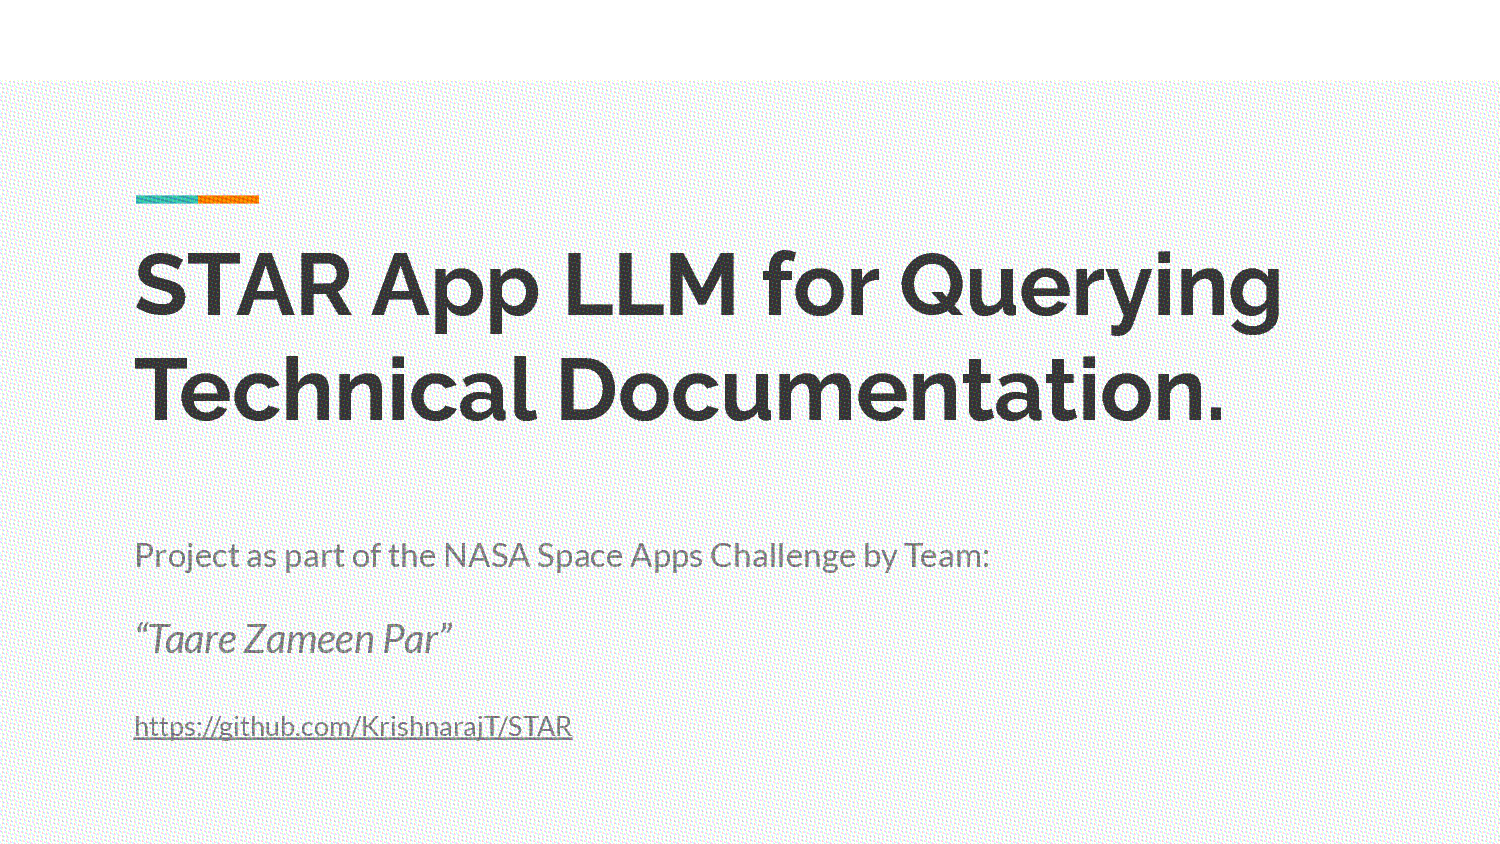 STAR App LLM for Querying
Technical Documentation.
Project as part of the NASA Space Apps Challenge by Team:
“Taare Zameen Par”
https://github.com/KrishnarajT/STAR